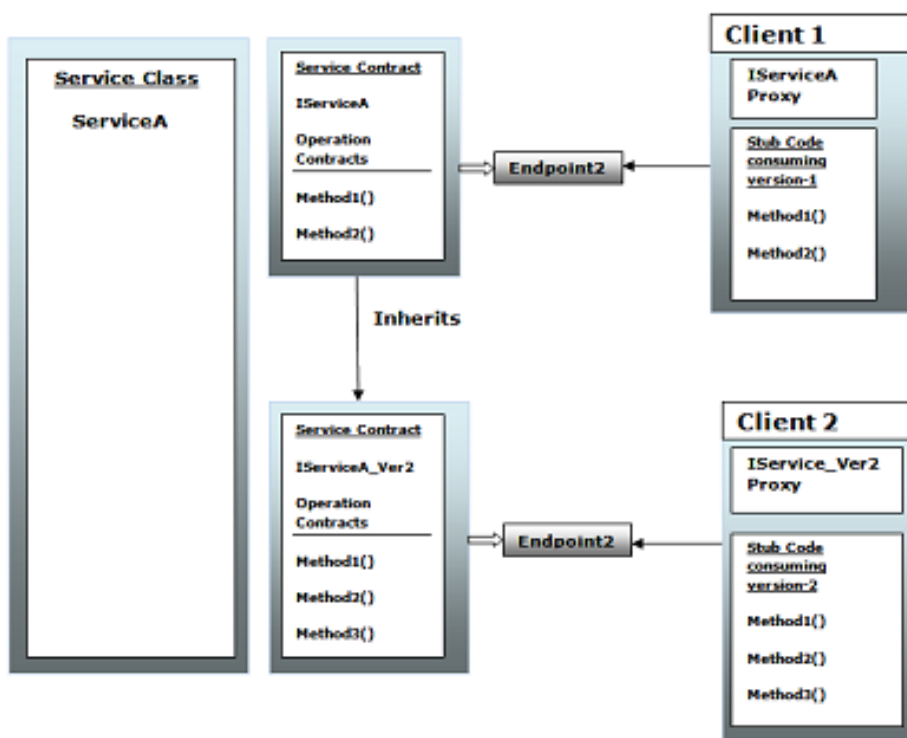 Service Class
ServiceA
Service Contract
IServiceA
Operation
Contracts
Method1()
Method2()
Endpoint2
Client 1
IServiceA
Proxy
Stub Code
consuming
version-1
Method1()
Method2()
Inherits
Service Contract
IServiceA_Ver2
Operation
Contracts
Method1()
Method2()
Method3()
Endpoint2
Client 2
IService_Ver2
Proxy
Stub Code
consuming
version-2
Method1()
Method2()
Method3()